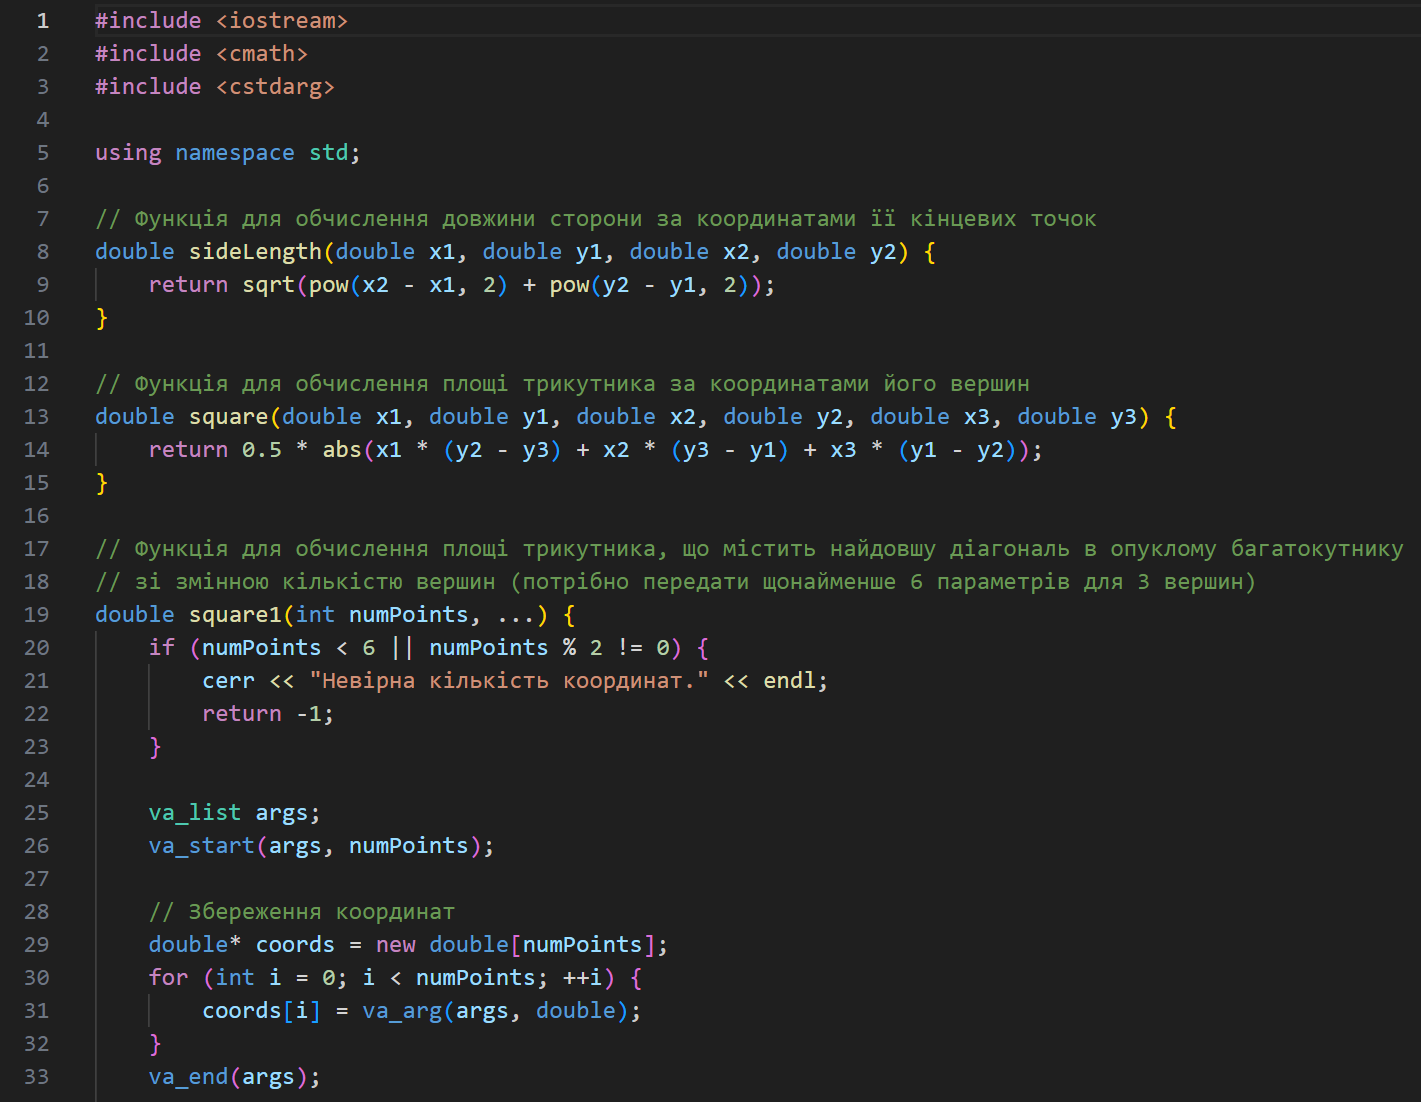 1 #include <iostream>
2 #include <cmath>
3 #include <cstdarg>
4
5 using namespace std;
6
7 // Функція для обчислення довжини сторони за координатами її кінцевих точок
8 double sideLength(double x1, double y1, double x2, double y2) {
9     return sqrt(pow(x2 - x1, 2) + pow(y2 - y1, 2));
10 }
11
12 // Функція для обчислення площі трикутника за координатами його вершин
13 double square(double x1, double y1, double x2, double y2, double x3, double y3) {
14     return 0.5 * abs(x1 * (y2 - y3) + x2 * (y3 - y1) + x3 * (y1 - y2));
15 }
16
17 // Функція для обчислення площі трикутника, що містить найдовшу діагональ в опуклому багатокутнику
18 // зі змінною кількістю вершин (потрібно передати щонайменше 6 параметрів для 3 вершин)
19 double square1(int numPoints, ...) {
20     if (numPoints < 6 || numPoints % 2 != 0) {
21         cerr << "Невірна кількість координат." << endl;
22         return -1;
23     }
24
25     va_list args;
26     va_start(args, numPoints);
27
28     // Збереження координат
29     double* coords = new double[numPoints];
30     for (int i = 0; i < numPoints; ++i) {
31         coords[i] = va_arg(args, double);
32     }
33     va_end(args);